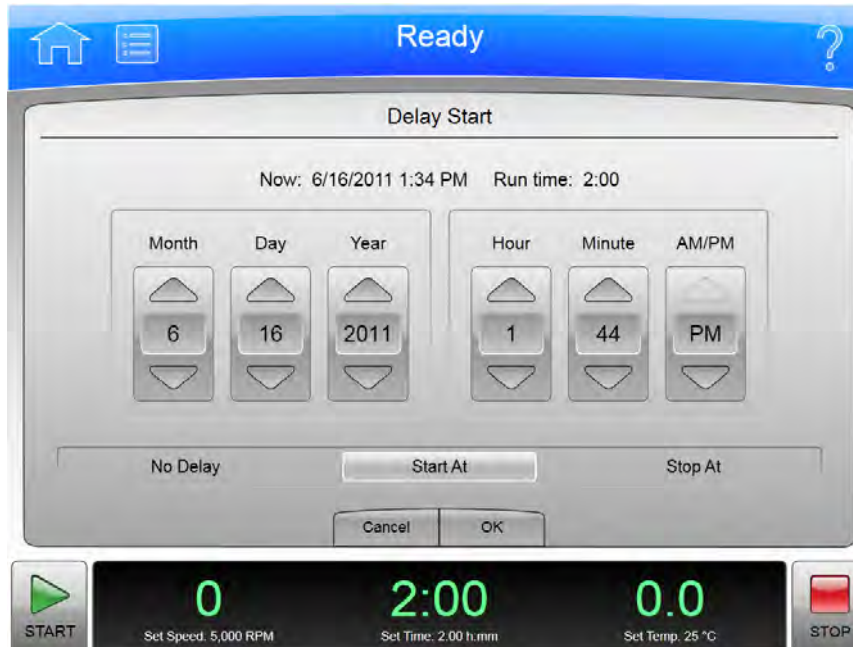 Ready
Delay Start
Now: 6/16/2011 1:34 PM Run time: 2:00
Month Day Year Hour Minute AM/PM
6 16 2011 1 44 PM
No Delay Start At Stop At
Cancel OK
0 2:00 0.0
START Set Speed: 5,000 RPM Set Time: 2:00 h:mm Set Temp. 25 °C STOP